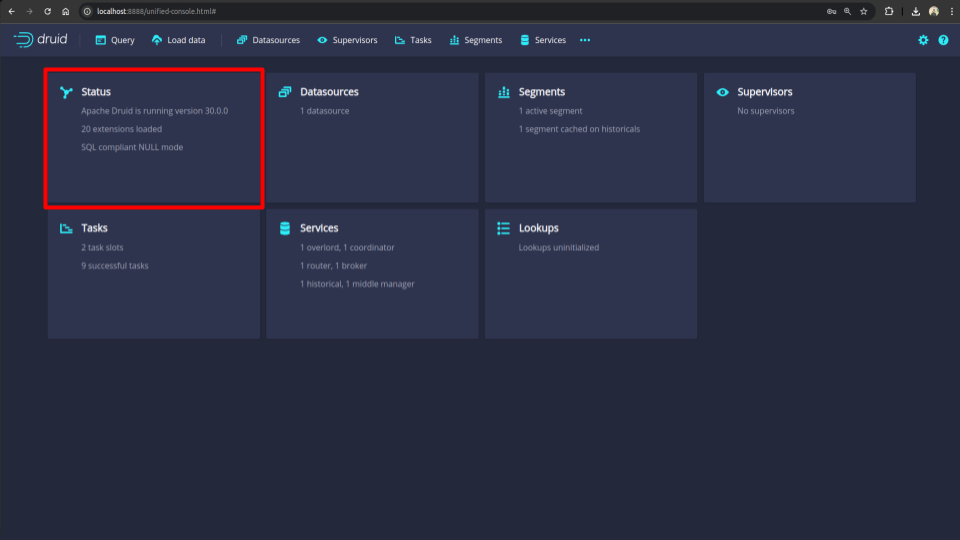 localhost:8888/unified-console.html#
druid Query Load data Datasources Supervisors Tasks Segments Services
Status
Apache Druid is running version 30.0.0
20 extensions loaded
SQL compliant NULL mode
Datasources
1 datasource
Segments
1 active segment
1 segment cached on historicals
Supervisors
No supervisors
Tasks
2 task slots
9 successful tasks
Services
1 overlord, 1 coordinator
1 router, 1 broker
1 historical, 1 middle manager
Lookups
Lookups uninitialized